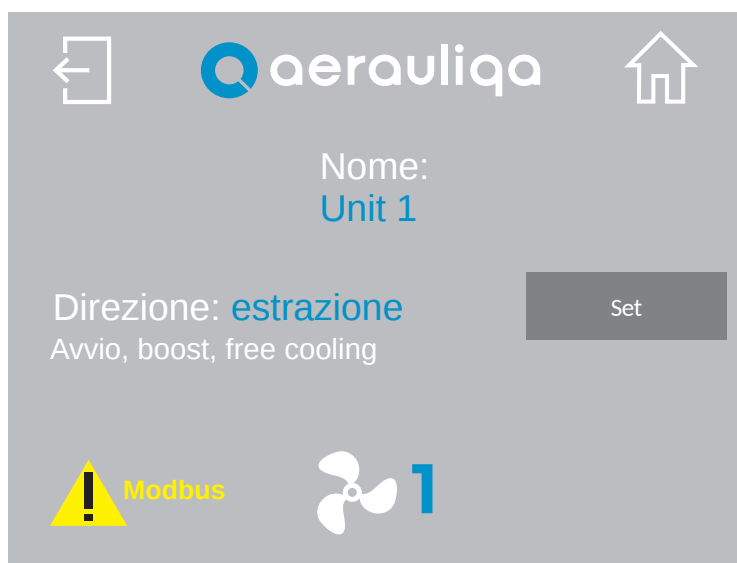 aerauliqa
Nome:
Unit 1
Direzione: estrazione
Set
Avvio, boost, free cooling
! Modbus
1